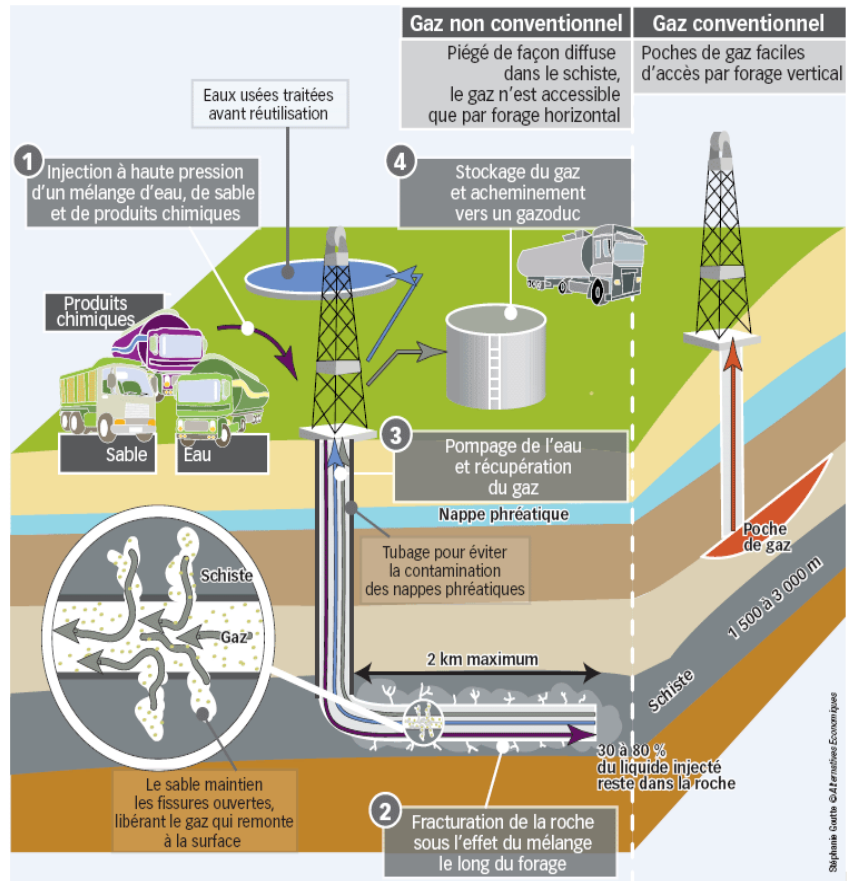 Gaz non conventionnel
Piégé de façon diffuse
dans le schiste,
le gaz n'est accessible
que par forage horizontal
Gaz conventionnel
Poches de gaz faciles
d'accès par forage vertical
Eaux usées traitées
avant réutilisation
1
Injection à haute pression
d'un mélange d'eau, de sable
et de produits chimiques
4
Stockage du gaz
et acheminement
vers un gazoduc
Produits
chimiques
Sable
Eau
3
Pompage de l'eau
et récupération
du gaz
Nappe phréatique
Tubage pour éviter
la contamination
des nappes phréatiques
Poche
de gaz
Schiste
Gaz
2 km maximum
Schiste
1 500 à 3 000 m
30 à 80 %
du liquide injecté
reste dans la roche
Le sable maintien
les fissures ouvertes,
libérant le gaz qui remonte
à la surface
2
Fracturation de la roche
sous l'effet du mélange
le long du forage
Stéphanie Goutte © Alternatives Economiques